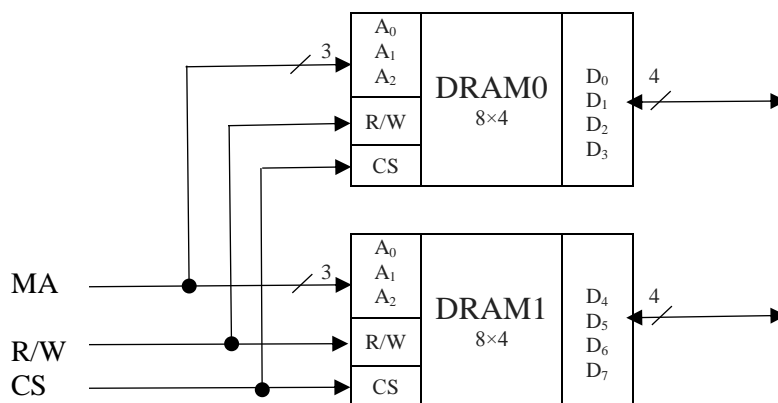 3
A₀
A₁
A₂
R/W
CS
DRAM0
8×4
D₀
D₁
D₂
D₃
4
MA
R/W
CS
3
A₀
A₁
A₂
R/W
CS
DRAM1
8×4
D₄
D₅
D₆
D₇
4